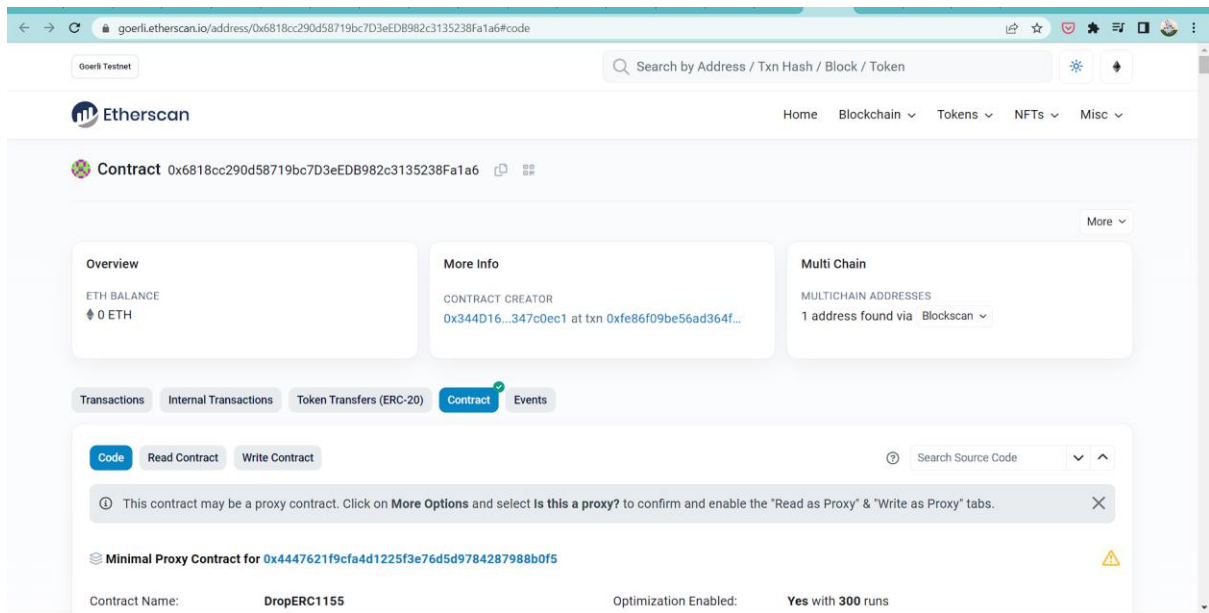 goerli.etherscan.io/address/0x6818cc290d58719bc7D3eEDB982c3135238Fa1a6#code
Goerli Testnet
Search by Address / Txn Hash / Block / Token
Etherscan
Home Blockchain Tokens NFTs Misc
Contract 0x6818cc290d58719bc7D3eEDB982c3135238Fa1a6
More
Overview
ETH BALANCE
0 ETH
More Info
CONTRACT CREATOR
0x344D16...347c0ec1 at txn 0xfe86f09be56ad364f...
Multi Chain
MULTICHAIN ADDRESSES
1 address found via Blockscan
Transactions Internal Transactions Token Transfers (ERC-20) Contract Events
Code Read Contract Write Contract Search Source Code
This contract may be a proxy contract. Click on More Options and select Is this a proxy? to confirm and enable the "Read as Proxy" & "Write as Proxy" tabs.
Minimal Proxy Contract for 0x4447621f9cfa4d1225f3e76d5d9784287988b0f5
Contract Name: DropERC1155 Optimization Enabled: Yes with 300 runs